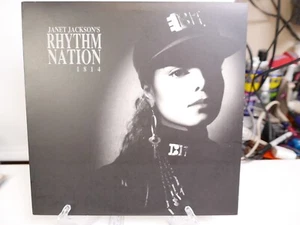 JANET JACKSON'S
RHYTHM
NATION
1814